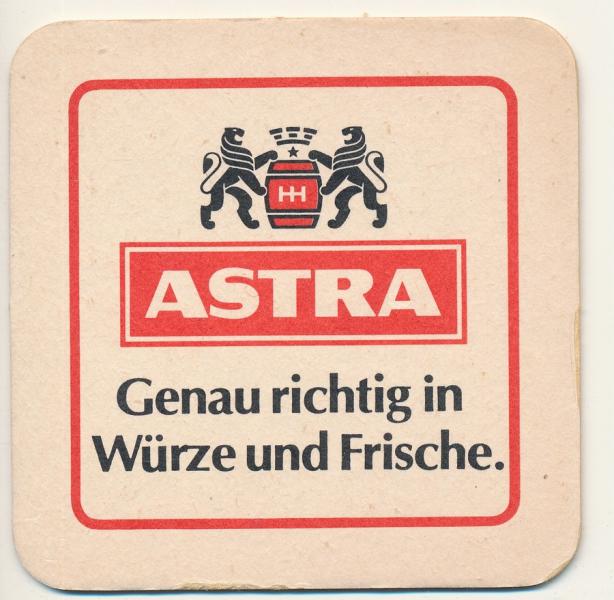 HH
ASTRA
Genau richtig in
Würze und Frische.